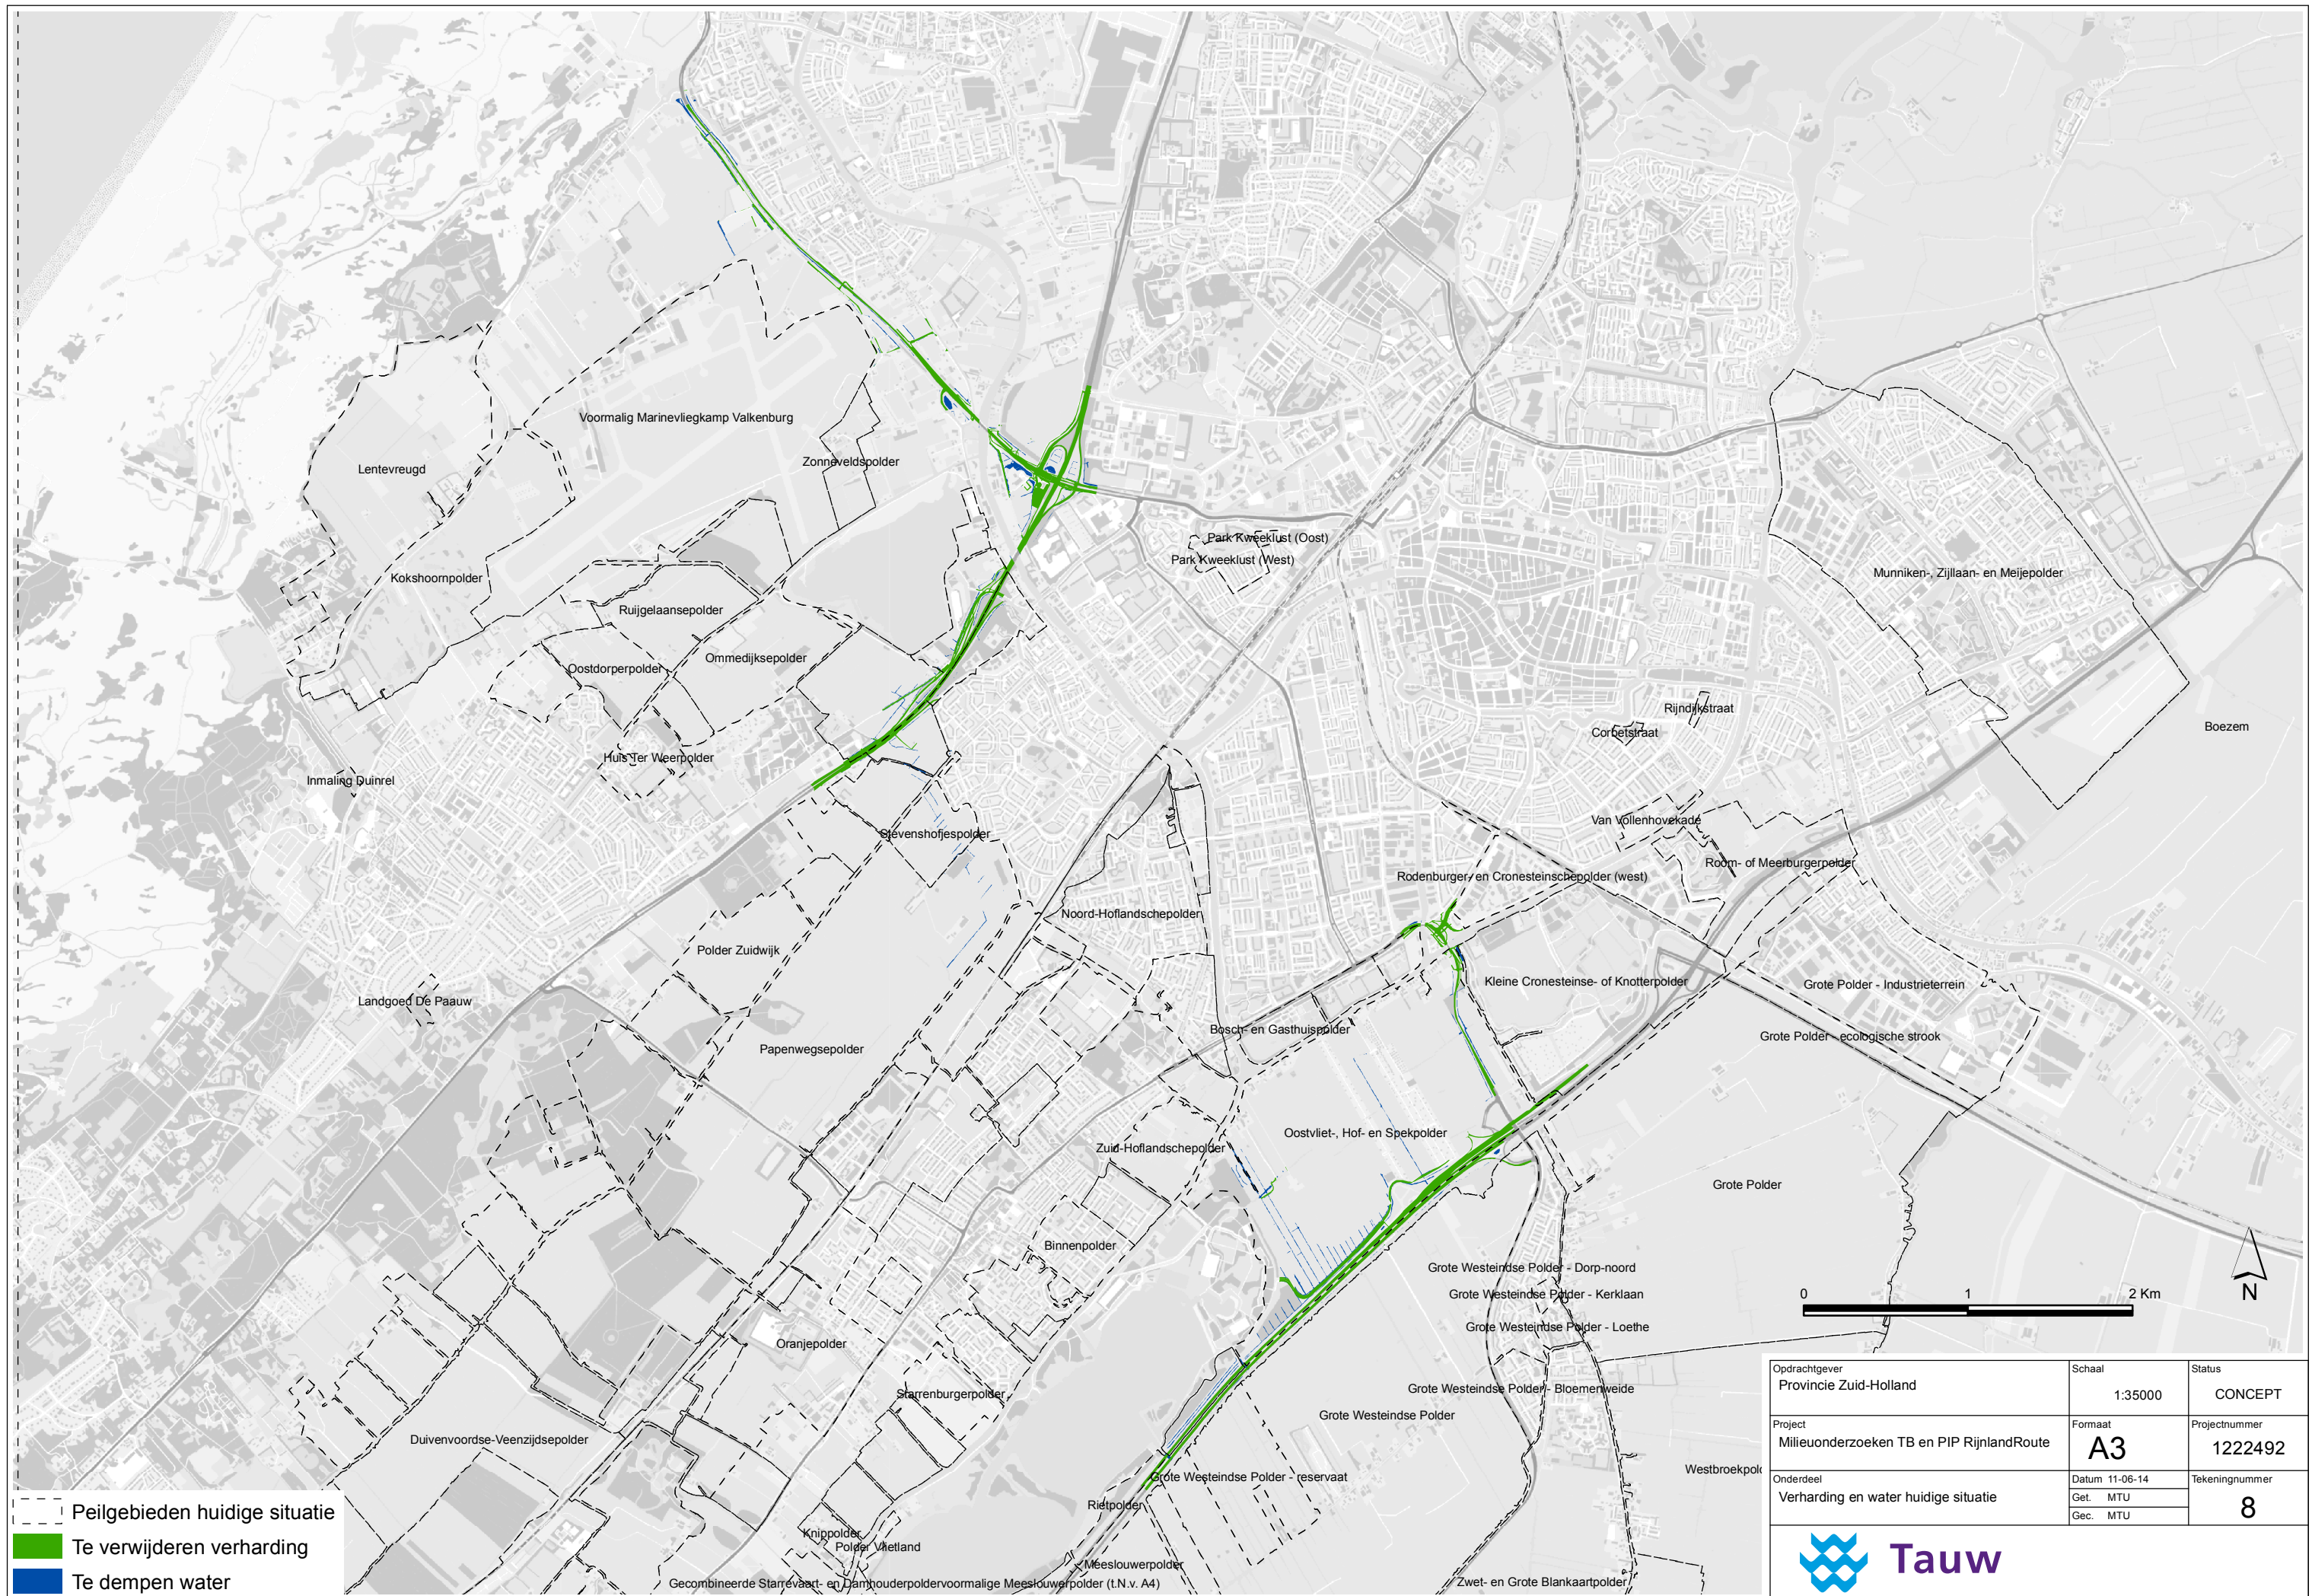 Voormalig Marinevliegkamp Valkenburg
Lentevreugd
Zonneveldspolder
Park Kweeklust (Oost)
Park Kweeklust (West)
Munniken-, Zijllaan- en Meijepolder
Kokshoornpolder
Ruijgelaansepolder
Ommedijksepolder
Oostdorperpolder
Rijndijkstraat
Corbetstraat
Boezem
Huis Ter Weerpolder
Inmaling Duinrel
Stevenshofjespolder
Van Vollenhovekade
Room- of Meerburgerpolder
Rodenburger- en Cronesteinschepolder (west)
Noord-Hoflandschepolder
Polder Zuidwijk
Kleine Cronesteinse- of Knotterpolder
Grote Polder - Industrieterrein
Landgoed De Paauw
Bosch- en Gasthuispolder
Grote Polder - ecologische strook
Papenwegsepolder
Oostvliet-, Hof- en Spekpolder
Zuid-Hoflandschepolder
Grote Polder
Binnenpolder
Grote Westeindse Polder - Dorp-noord
Grote Westeindse Polder - Kerklaan
Grote Westeindse Polder - Loethe
Oranjepolder
Starrenburgerpolder
Grote Westeindse Polder - Bloemenweide
Grote Westeindse Polder
Duivenvoordse-Veenzijdsepolder
Westbroekpol
Grote Westeindse Polder - reservaat
Rietpolder
Knippolder
Polder Vlietland
Meeslouwerpolder
Gecombineerde Starrevaart- en Damhouderpoldervoormalige Meeslouwerpolder (t.N.v. A4)
Zwet- en Grote Blankaartpolder
0 1 2 Km
N
Peilgebieden huidige situatie
Te verwijderen verharding
Te dempen water
Opdrachtgever
Provincie Zuid-Holland
Schaal
1:35000
Status
CONCEPT
Project
Milieuonderzoeken TB en PIP RijnlandRoute
Formaat
A3
Projectnummer
1222492
Onderdeel
Verharding en water huidige situatie
Datum 11-06-14
Get. MTU
Gec. MTU
Tekeningnummer
8
Tauw